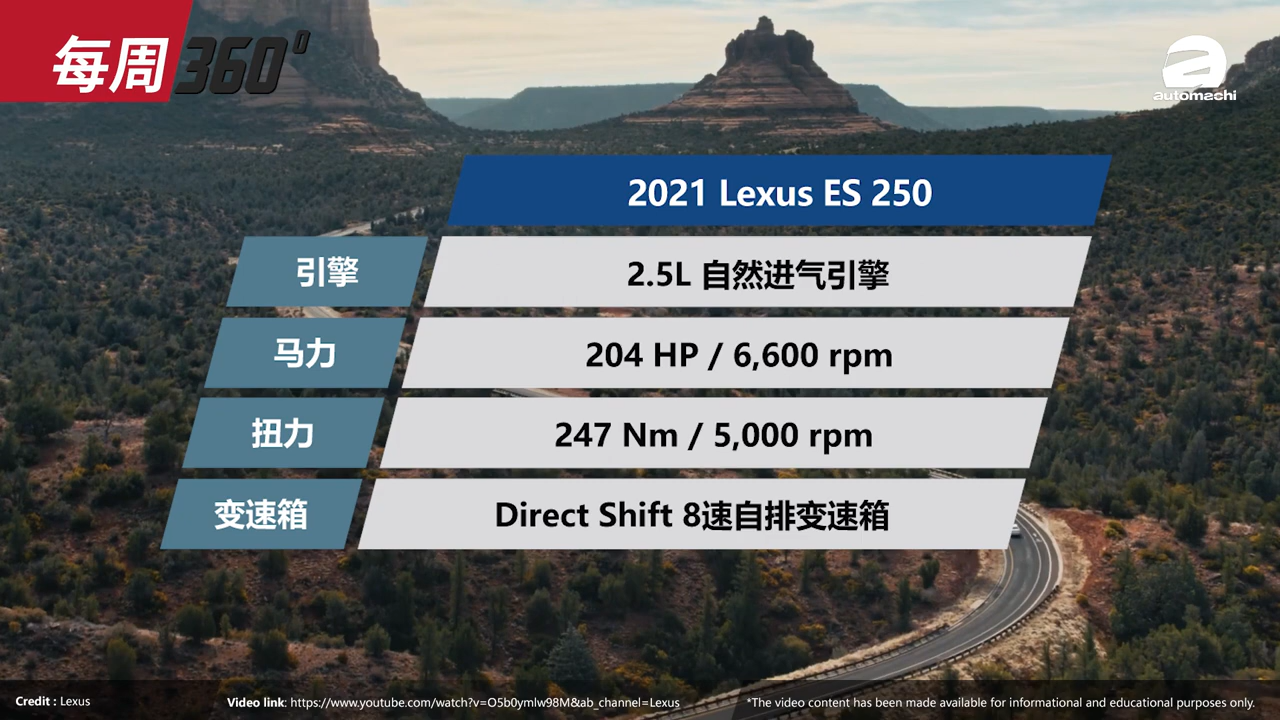 每周360°
automachi
2021 Lexus ES 250
引擎 2.5L 自然进气引擎
马力 204 HP / 6,600 rpm
扭力 247 Nm / 5,000 rpm
变速箱 Direct Shift 8速自排变速箱
Credit : Lexus
Video link: https://www.youtube.com/watch?v=O5b0ymlw98M&ab_channel=Lexus
*The video content has been made available for informational and educational purposes only.